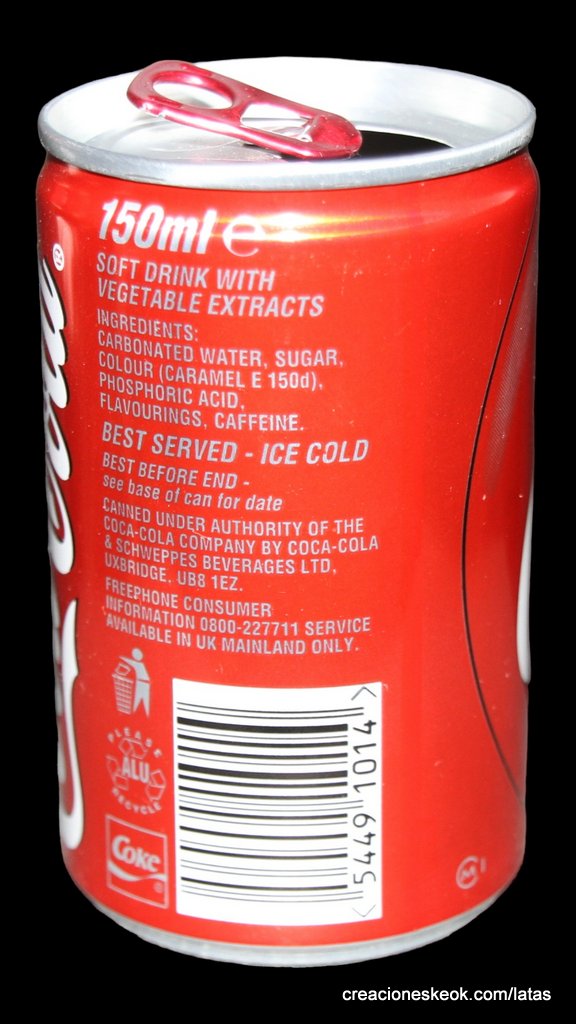 150ml e
SOFT DRINK WITH
VEGETABLE EXTRACTS
INGREDIENTS:
CARBONATED WATER, SUGAR,
COLOUR (CARAMEL E 150d),
PHOSPHORIC ACID,
FLAVOURINGS, CAFFEINE.
BEST SERVED - ICE COLD
BEST BEFORE END -
see base of can for date
CANNED UNDER AUTHORITY OF THE
COCA-COLA COMPANY BY COCA-COLA
& SCHWEPPES BEVERAGES LTD,
UXBRIDGE, UB8 1EZ.
FREEPHONE CONSUMER
INFORMATION 0800-227711 SERVICE
AVAILABLE IN UK MAINLAND ONLY.
PLEASE
ALU
RECYCLE
Coke ®
<5449 1014>
M
creacioneskeok.com/latas